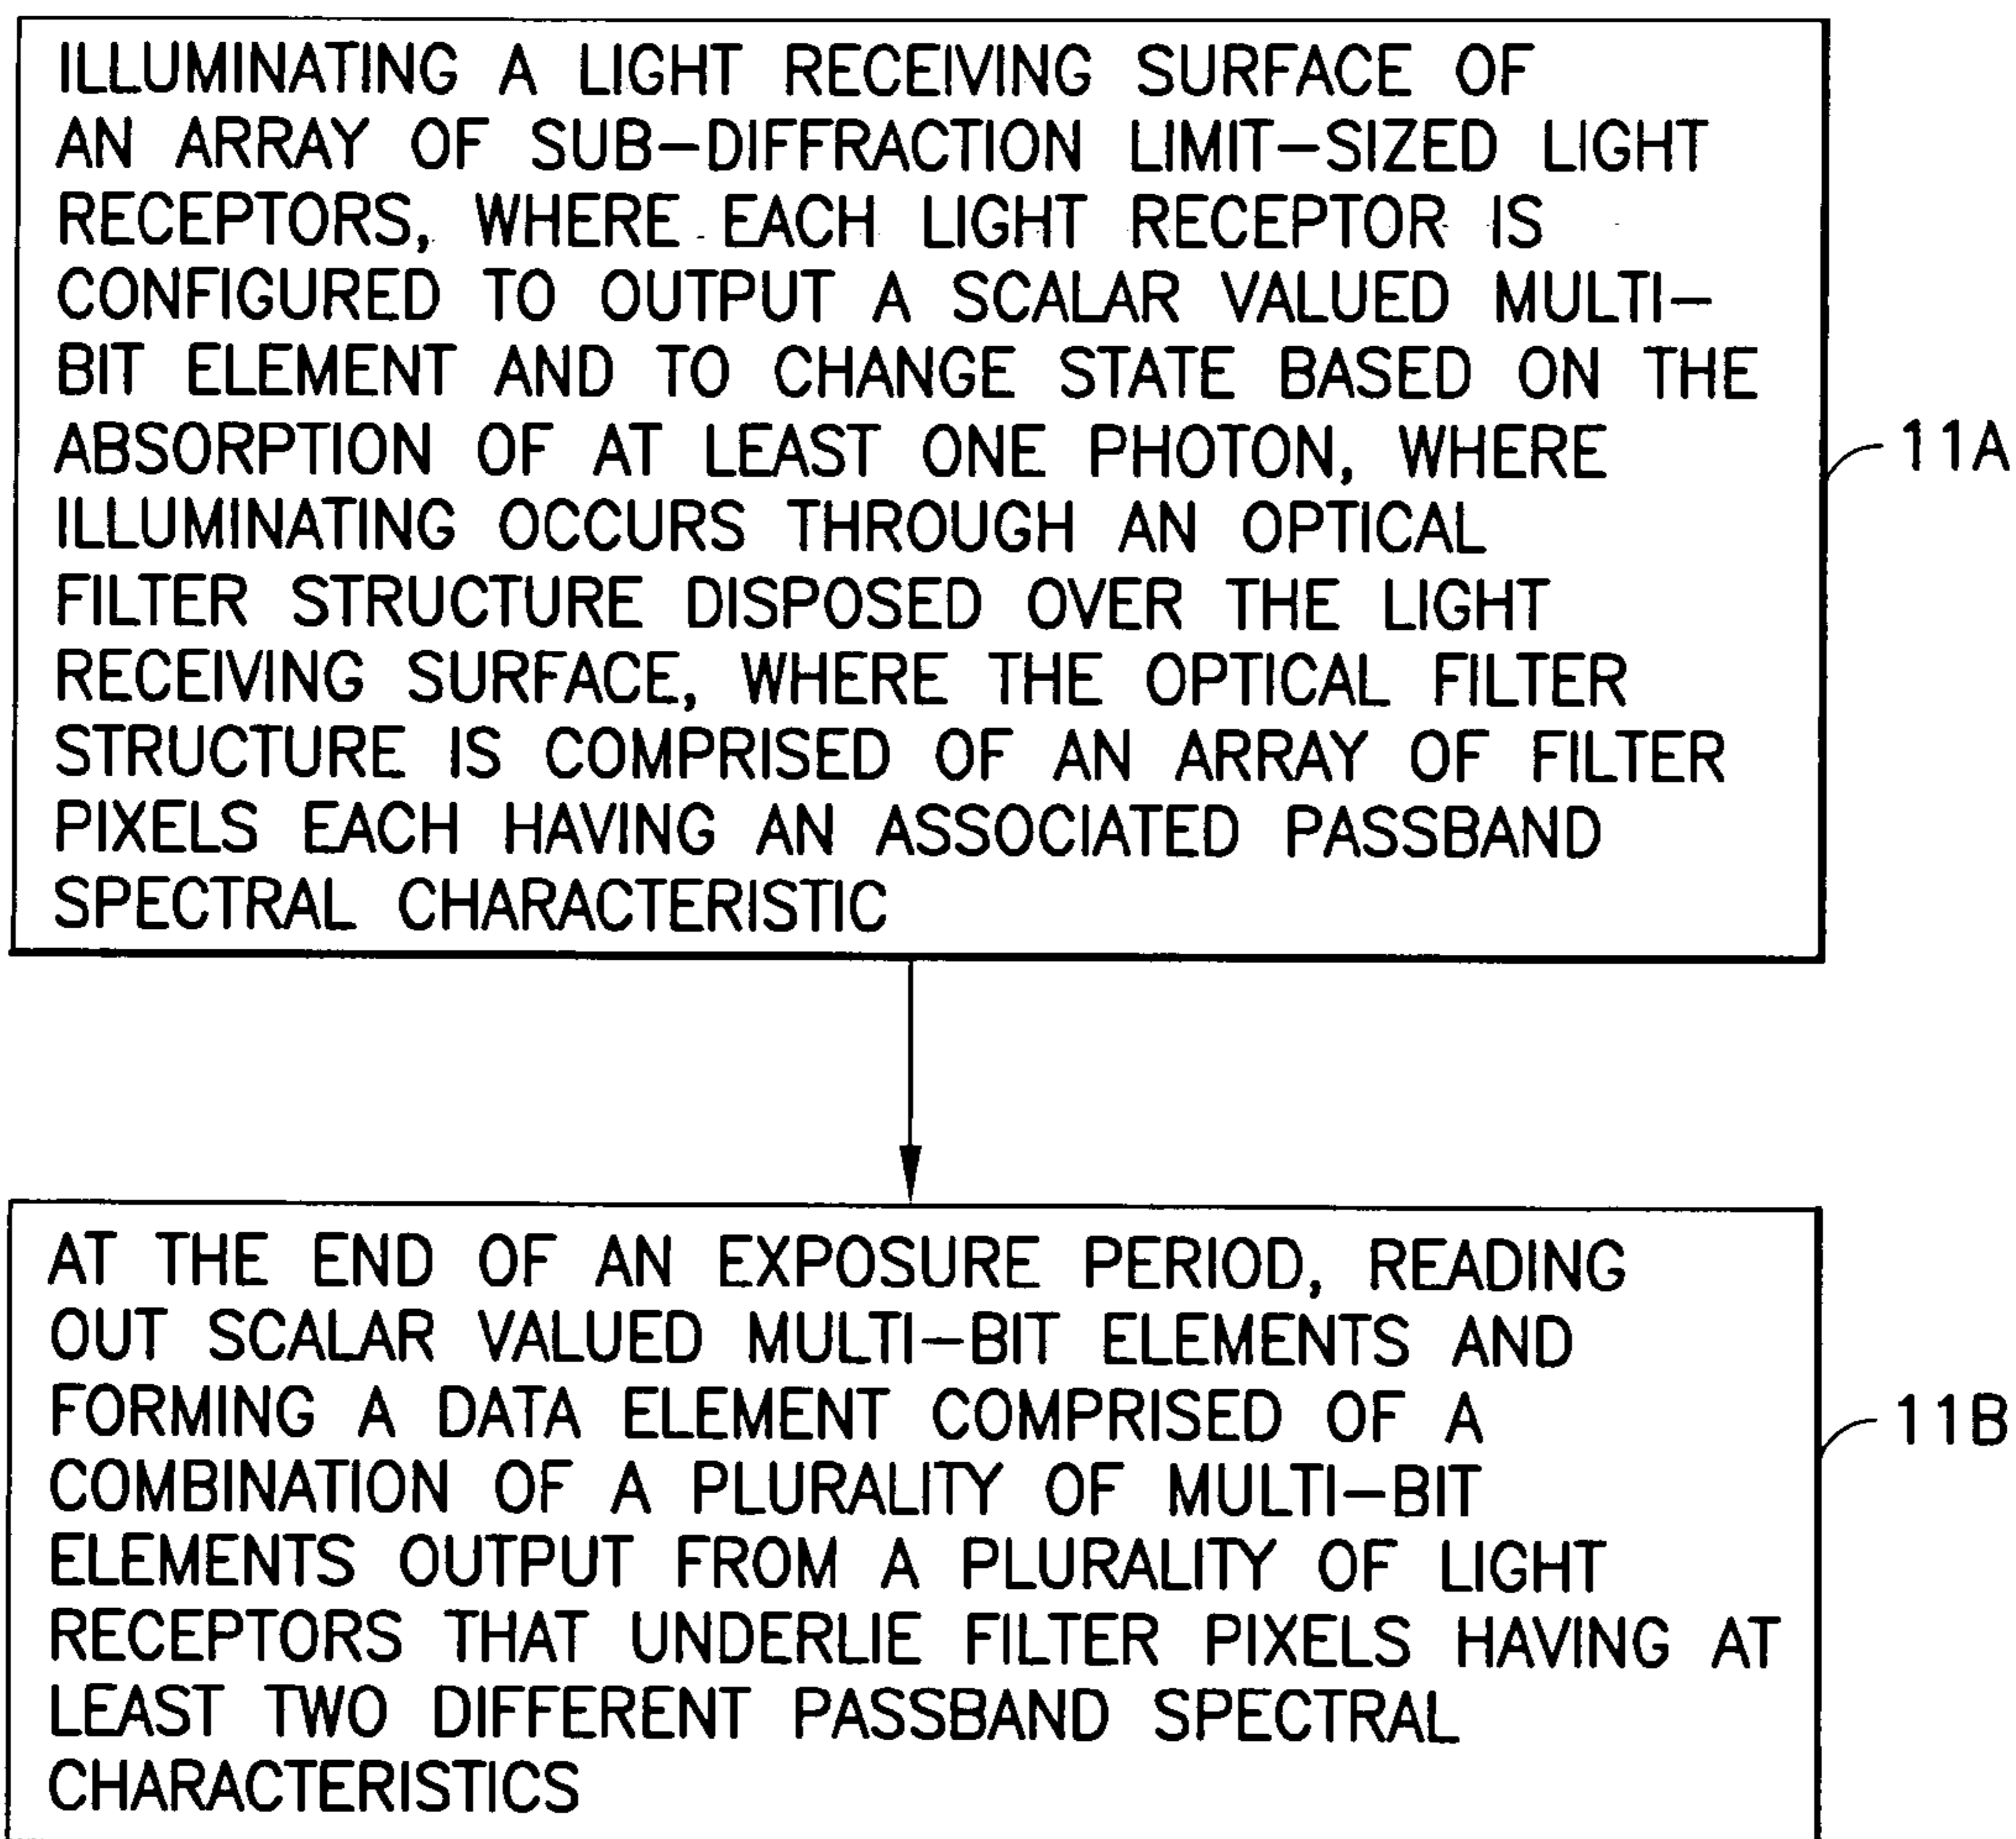 ILLUMINATING A LIGHT RECEIVING SURFACE OF
AN ARRAY OF SUB-DIFFRACTION LIMIT-SIZED LIGHT
RECEPTORS, WHERE EACH LIGHT RECEPTOR IS
CONFIGURED TO OUTPUT A SCALAR VALUED MULTI-
BIT ELEMENT AND TO CHANGE STATE BASED ON THE
ABSORPTION OF AT LEAST ONE PHOTON, WHERE
ILLUMINATING OCCURS THROUGH AN OPTICAL
FILTER STRUCTURE DISPOSED OVER THE LIGHT
RECEIVING SURFACE, WHERE THE OPTICAL FILTER
STRUCTURE IS COMPRISED OF AN ARRAY OF FILTER
PIXELS EACH HAVING AN ASSOCIATED PASSBAND
SPECTRAL CHARACTERISTIC
11A
AT THE END OF AN EXPOSURE PERIOD, READING
OUT SCALAR VALUED MULTI-BIT ELEMENTS AND
FORMING A DATA ELEMENT COMPRISED OF A
COMBINATION OF A PLURALITY OF MULTI-BIT
ELEMENTS OUTPUT FROM A PLURALITY OF LIGHT
RECEPTORS THAT UNDERLIE FILTER PIXELS HAVING AT
LEAST TWO DIFFERENT PASSBAND SPECTRAL
CHARACTERISTICS
11B